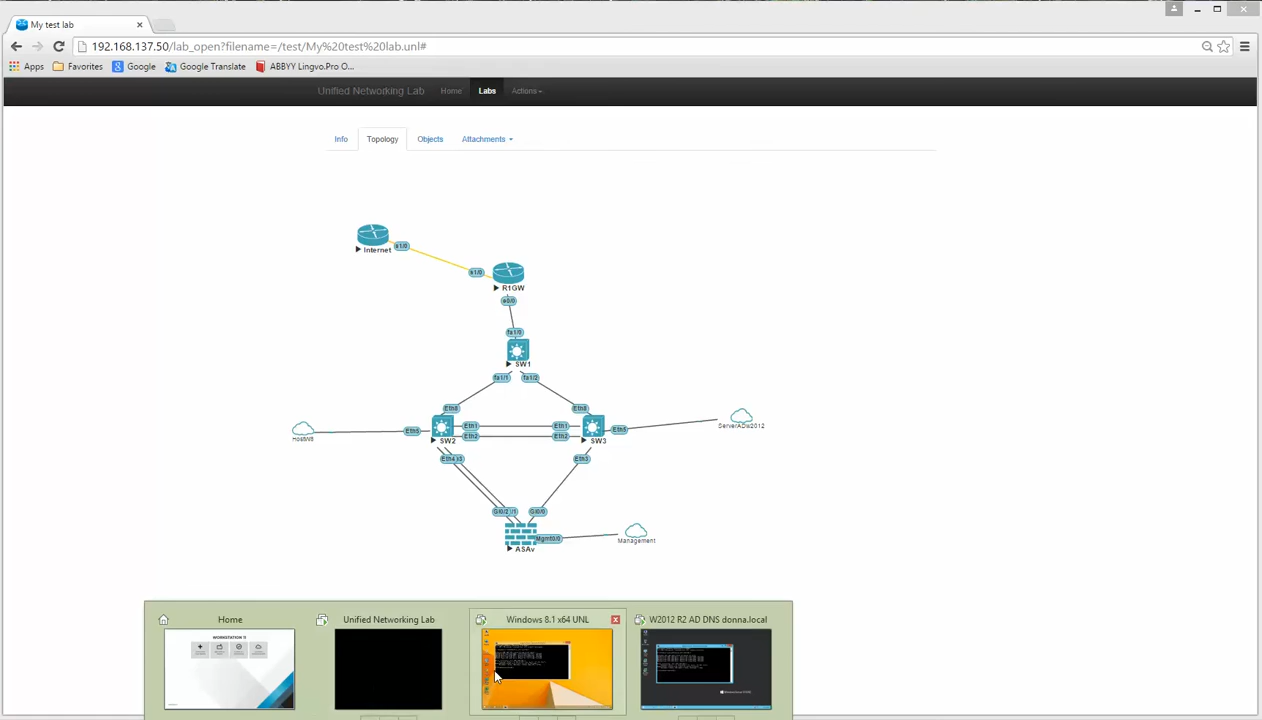 My test lab
192.168.137.50/lab_open?filename=/test/My%20test%20lab.unl#
Apps Favorites Google Google Translate ABBYY Lingvo.Pro O...
Unified Networking Lab Home Labs Actions
Info Topology Objects Attachments
Internet
s1/0
s1/0
R1GW
e0/0
fa1/0
SW1
fa1/1 fa1/2
Eth0 Eth0
Eth1 Eth1
Eth5 Eth5
Eth2 Eth2
SW2 SW3
ServerADw2012
Eth3
Gi0/2 Gi0/0
Mgmt0/0
ASAv
Management
Home Unified Networking Lab Windows 8.1 x64 UNL W2012 R2 AD DNS donna.local
WORKSTATION 11